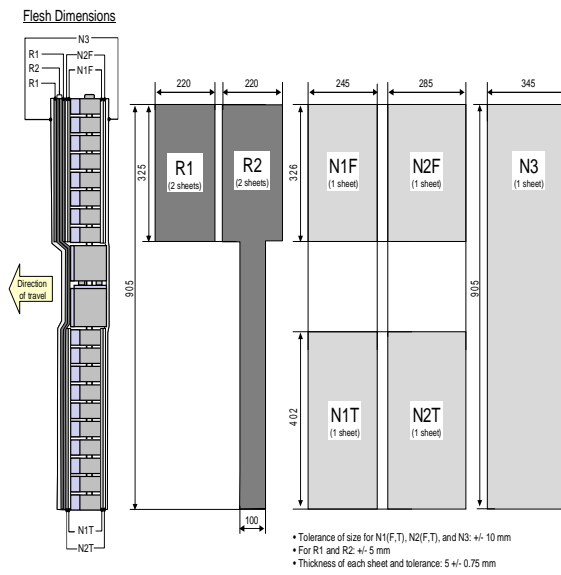 Flesh Dimensions
N3
R1
N2F
R2
N1F
R1
220
220
245
285
345
R1
(2 sheets)
R2
(2 sheets)
N1F
(1 sheet)
N2F
(1 sheet)
N3
(1 sheet)
325
326
905
905
Direction
of travel
402
N1T
(1 sheet)
N2T
(1 sheet)
100
N1T
N2T
• Tolerance of size for N1(F,T), N2(F,T), and N3: +/- 10 mm
• For R1 and R2: +/- 5 mm
• Thickness of each sheet and tolerance: 5 +/- 0.75 mm